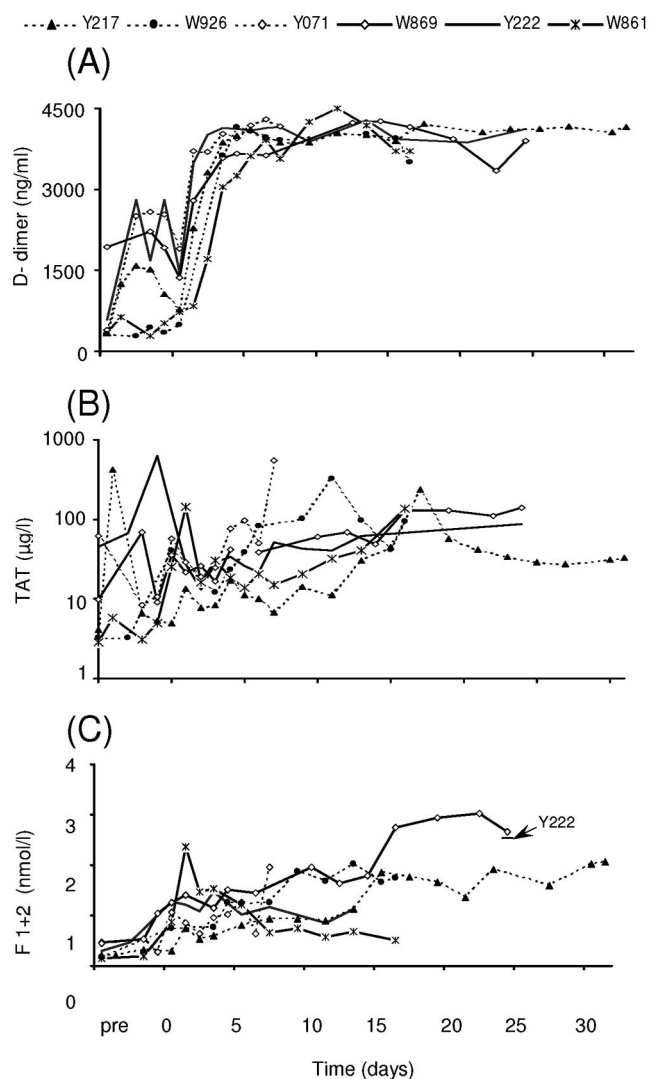 Y217 W926 Y071 W869 Y222 W861
(A)
4500
3000
1500
0
D- dimer (ng/ml)
(B)
1000
100
10
1
TAT (µg/l)
(C)
4
3
2
1
0
F 1+2 (nmol/l)
Y222
pre 0 5 10 15 20 25 30
Time (days)